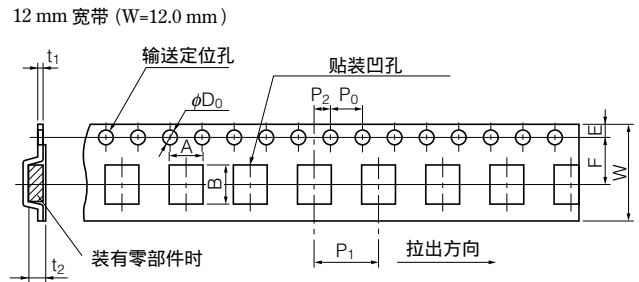 12 mm 宽带 (W=12.0 mm)
t1
输送定位孔
贴装凹孔
ϕD0
P2
P0
A
B
E
F
W
装有零部件时
t2
P1
拉出方向